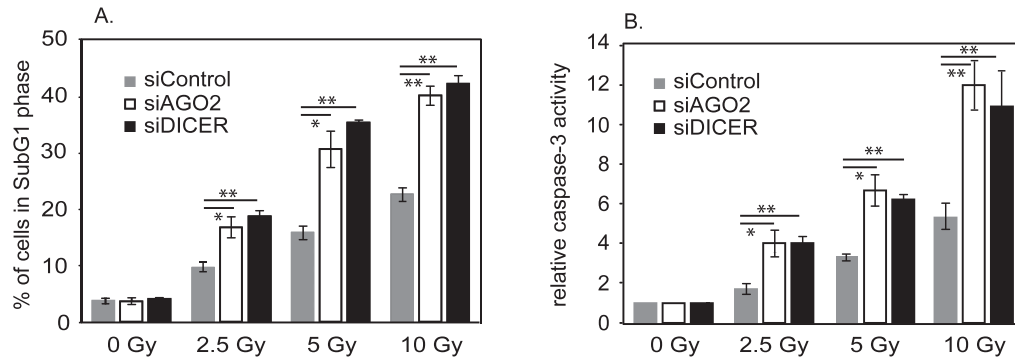 A.
% of cells in SubG1 phase
50
40
30
20
10
0
siControl
siAGO2
siDICER
**
*
**
*
**
**
0 Gy
2.5 Gy
5 Gy
10 Gy
B.
relative caspase-3 activity
14
12
10
8
6
4
2
0
siControl
siAGO2
siDICER
**
*
**
*
**
**
0 Gy
2.5 Gy
5 Gy
10 Gy